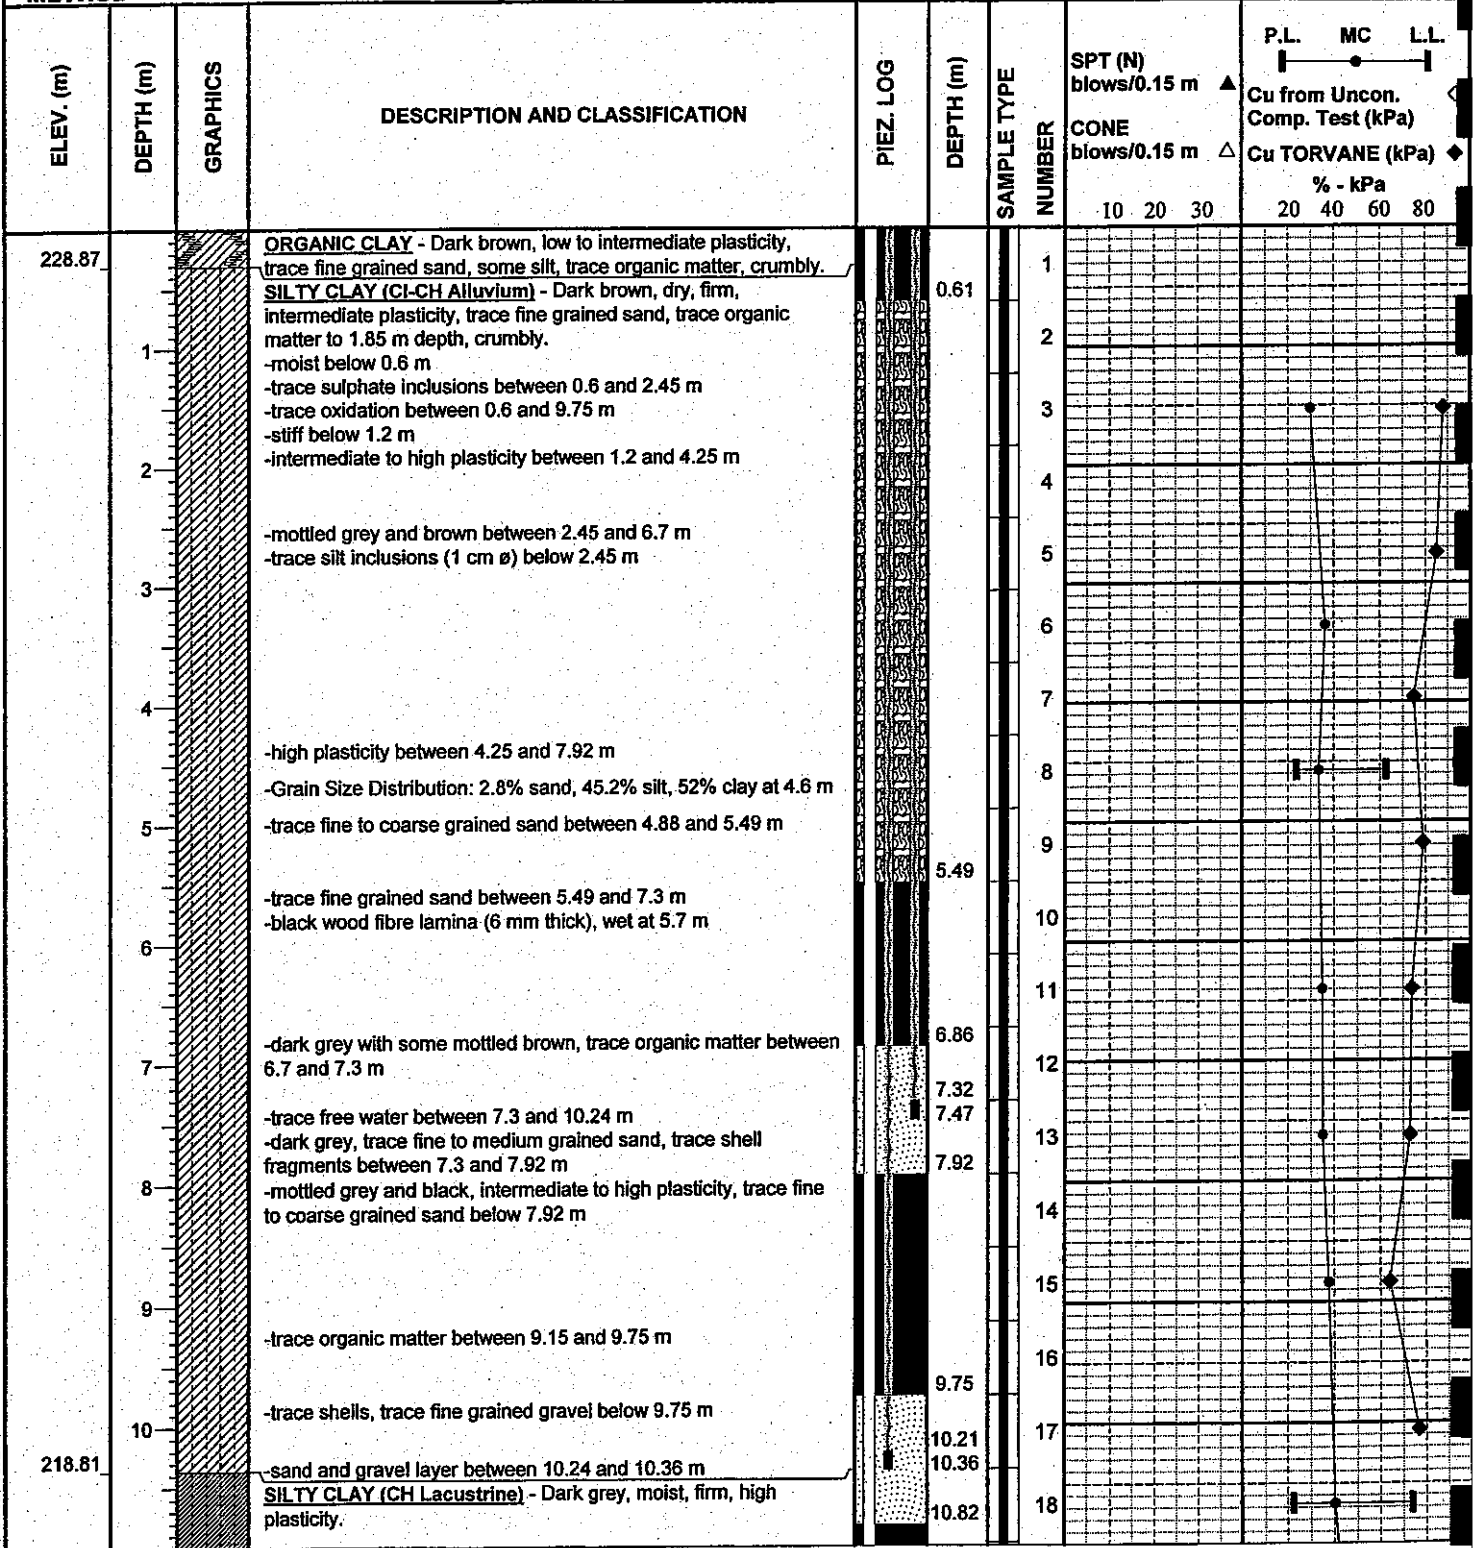 ELEV. (m)
DEPTH (m)
GRAPHICS
DESCRIPTION AND CLASSIFICATION
PIEZ. LOG
DEPTH (m)
SAMPLE TYPE
NUMBER
SPT (N)
blows/0.15 m ▲
CONE
blows/0.15 m △
P.L. MC L.L.
Cu from Uncon.
Comp. Test (kPa)
Cu TORVANE (kPa) ◆
% - kPa
10 20 30
20 40 60 80
228.87
ORGANIC CLAY - Dark brown, low to intermediate plasticity,
trace fine grained sand, some silt, trace organic matter, crumbly.
SILTY CLAY (CI-CH Alluvium) - Dark brown, dry, firm,
intermediate plasticity, trace fine grained sand, trace organic
matter to 1.85 m depth, crumbly.
-moist below 0.6 m
-trace sulphate inclusions between 0.6 and 2.45 m
-trace oxidation between 0.6 and 9.75 m
-stiff below 1.2 m
-intermediate to high plasticity between 1.2 and 4.25 m
-mottled grey and brown between 2.45 and 6.7 m
-trace silt inclusions (1 cm ø) below 2.45 m
-high plasticity between 4.25 and 7.92 m
-Grain Size Distribution: 2.8% sand, 45.2% silt, 52% clay at 4.6 m
-trace fine to coarse grained sand between 4.88 and 5.49 m
-trace fine grained sand between 5.49 and 7.3 m
-black wood fibre lamina (6 mm thick), wet at 5.7 m
-dark grey with some mottled brown, trace organic matter between
6.7 and 7.3 m
-trace free water between 7.3 and 10.24 m
-dark grey, trace fine to medium grained sand, trace shell
fragments between 7.3 and 7.92 m
-mottled grey and black, intermediate to high plasticity, trace fine
to coarse grained sand below 7.92 m
-trace organic matter between 9.15 and 9.75 m
-trace shells, trace fine grained gravel below 9.75 m
218.81
-sand and gravel layer between 10.24 and 10.36 m
SILTY CLAY (CH Lacustrine) - Dark grey, moist, firm, high
plasticity.
1
2
3
4
5
6
7
8
9
10
0.61
5.49
6.86
7.32
7.47
7.92
9.75
10.21
10.36
10.82
1
2
3
4
5
6
7
8
9
10
11
12
13
14
15
16
17
18